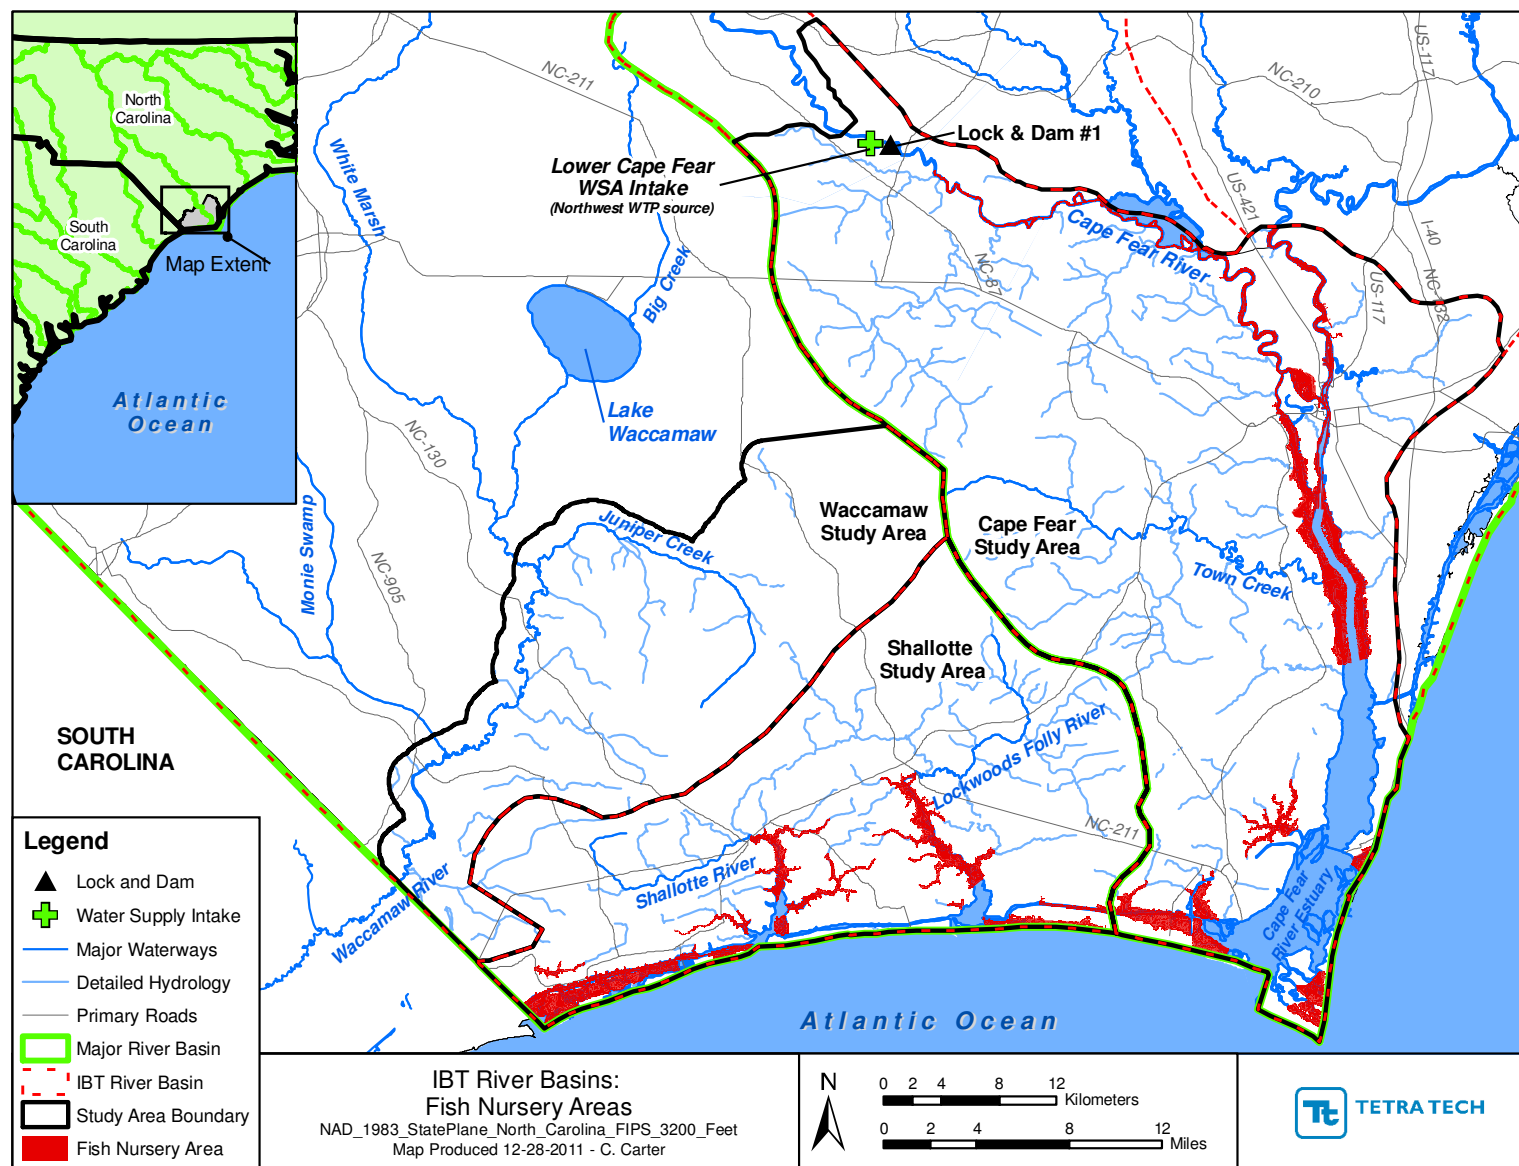 North
Carolina
South
Carolina
Map Extent
Atlantic
Ocean
NC-211
White Marsh
Lower Cape Fear
WSA Intake
(Northwest WTP source)
Lock & Dam #1
NC-210
US-117
US-421
I-40
NC-132
US-117
Cape Fear River
NC-87
Big Creek
Lake
Waccamaw
NC-130
Monie Swamp
NC-905
Juniper Creek
Waccamaw
Study Area
Cape Fear
Study Area
Town Creek
Shallotte
Study Area
SOUTH
CAROLINA
Lockwoods Folly River
NC-211
Shallotte River
Waccamaw River
Cape Fear
River Estuary
Atlantic Ocean
Legend
Lock and Dam
Water Supply Intake
Major Waterways
Detailed Hydrology
Primary Roads
Major River Basin
IBT River Basin
Study Area Boundary
Fish Nursery Area
IBT River Basins:
Fish Nursery Areas
NAD_1983_StatePlane_North_Carolina_FIPS_3200_Feet
Map Produced 12-28-2011 - C. Carter
N
0 2 4 8 12
Kilometers
0 2 4 8 12
Miles
Tt
TETRA TECH